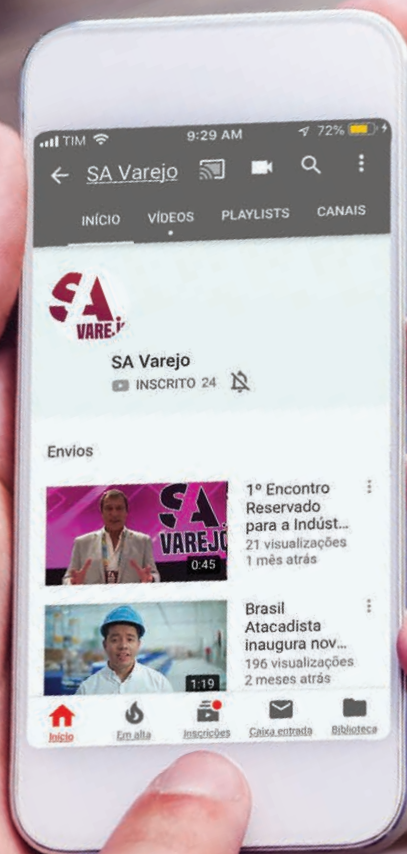 TIM 9:29 AM 72%
SA Varejo
INÍCIO VÍDEOS PLAYLISTS CANAIS
SA
VAREJO
SA Varejo
INSCRITO 24
Envios
1º Encontro
Reservado
para a Indúst...
21 visualizações
1 mês atrás
SA
VAREJO
0:45
Brasil
Atacadista
inaugura nov...
196 visualizações
2 meses atrás
1:19
Início Em alta Inscrições Caixa entrada Biblioteca